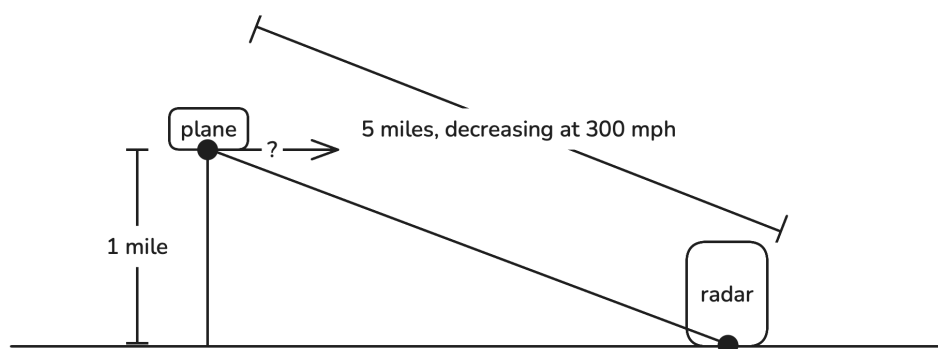 plane
?
5 miles, decreasing at 300 mph
1 mile
radar